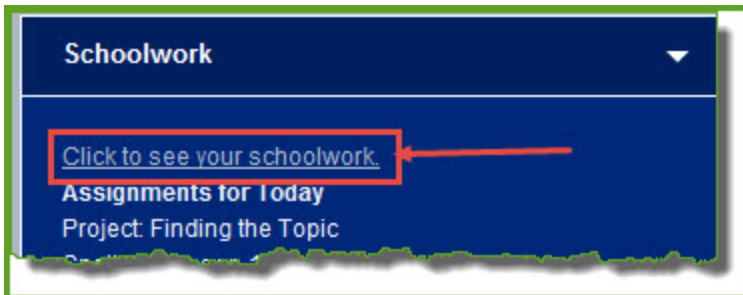 Schoolwork
Click to see your schoolwork.
Assignments for Today
Project: Finding the Topic